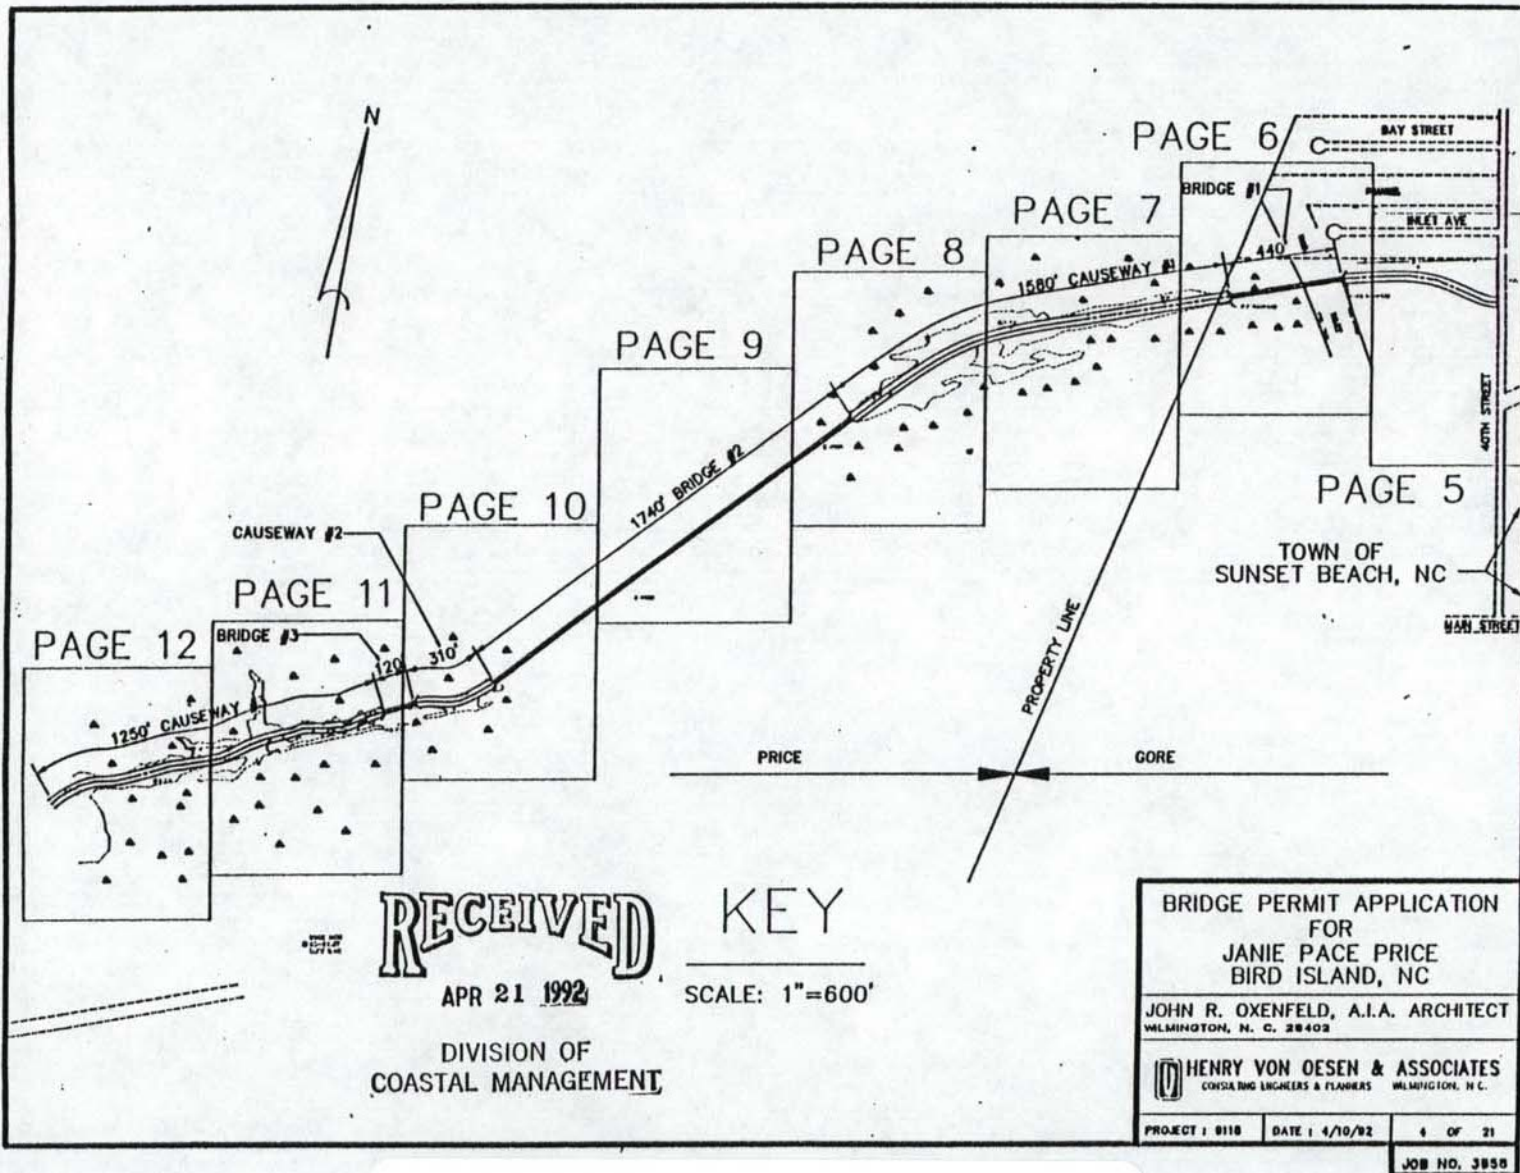 N
PAGE 6
BAY STREET
BRIDGE #1
INLET AVE
PAGE 7
440'
PAGE 8
1580' CAUSEWAY #1
PAGE 9
40TH STREET
PAGE 5
1740' BRIDGE #2
PAGE 10
CAUSEWAY #2
TOWN OF
SUNSET BEACH, NC
PAGE 11
MAIN STREET
BRIDGE #3
PAGE 12
120'
310'
PROPERTY LINE
1250' CAUSEWAY
PRICE
GORE
RECEIVED
APR 21 1992
DIVISION OF
COASTAL MANAGEMENT
KEY
SCALE: 1"=600'
BRIDGE PERMIT APPLICATION
FOR
JANIE PACE PRICE
BIRD ISLAND, NC
JOHN R. OXENFELD, A.I.A. ARCHITECT
WILMINGTON, N. C. 28402
HENRY VON OESEN & ASSOCIATES
CONSULTING ENGINEERS & PLANNERS WILMINGTON, N.C.
PROJECT : 9118
DATE : 4/10/92
4 OF 21
JOB NO. 3858